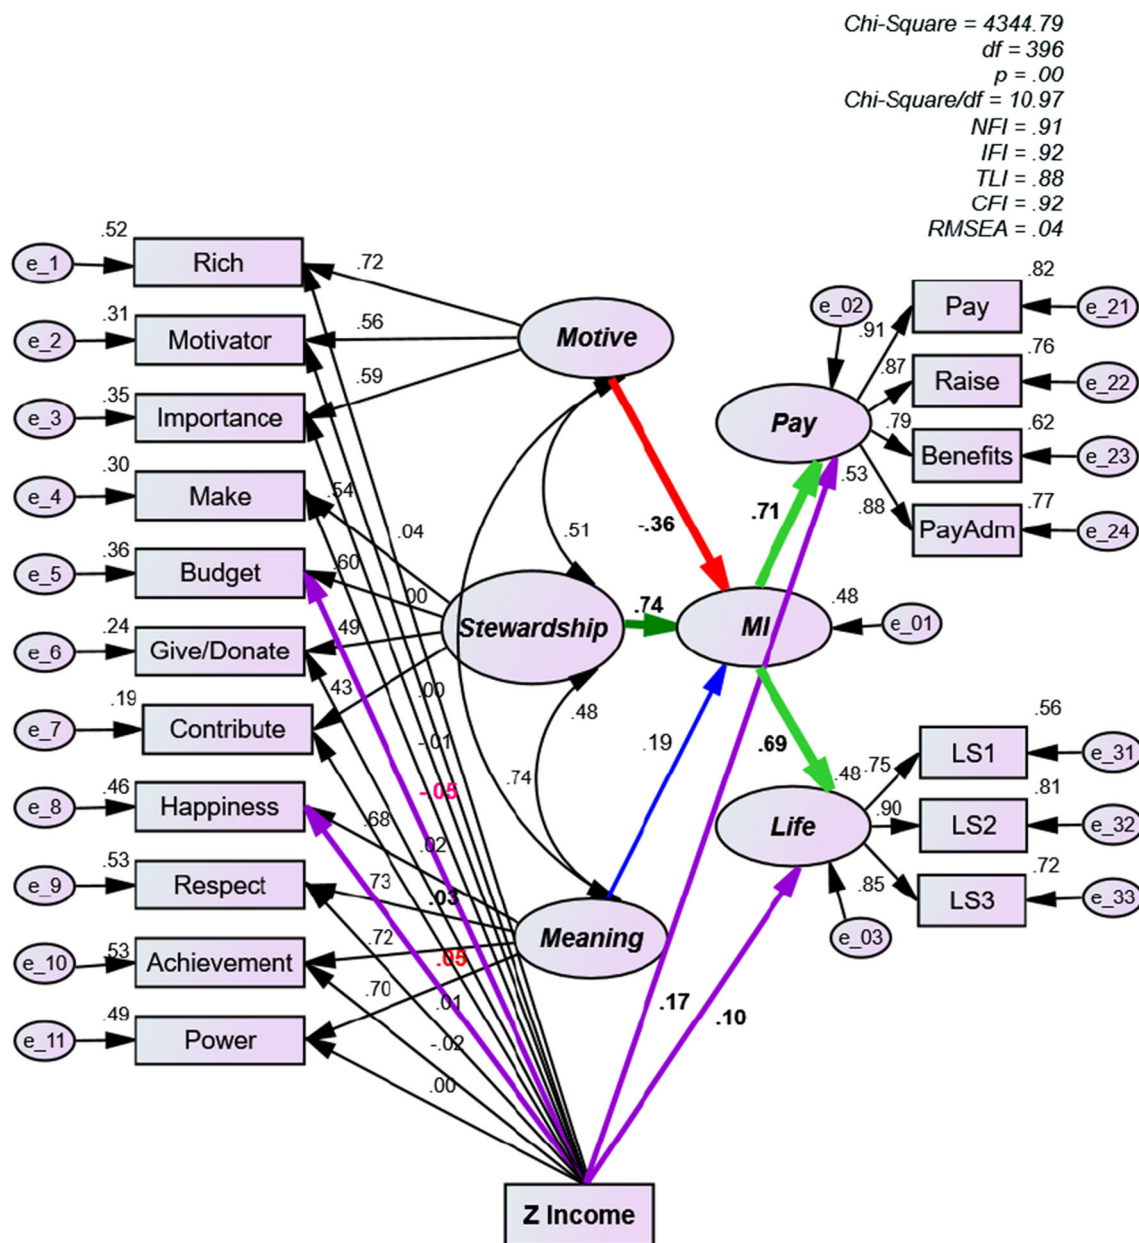 Chi-Square = 4344.79
df = 396
p = .00
Chi-Square/df = 10.97
NFI = .91
IFI = .92
TLI = .88
CFI = .92
RMSEA = .04
e_1
.52
Rich
.72
e_2
.31
Motivator
.56
e_3
.35
Importance
.59
e_4
.30
Make
.54
e_5
.36
Budget
.60
e_6
.24
Give/Donate
.49
e_7
.19
Contribute
.43
e_8
.46
Happiness
.68
e_9
.53
Respect
.73
e_10
.53
Achievement
.72
e_11
.49
Power
.70
Motive
Stewardship
Meaning
.51
.48
.74
-.36
.74
.19
MI
.48
e_01
.71
.69
e_02
Pay
.53
.91
Pay
.82
e_21
.87
Raise
.76
e_22
.79
Benefits
.62
e_23
.88
PayAdm
.77
e_24
Life
.48
e_03
.75
LS1
.56
e_31
.90
LS2
.81
e_32
.85
LS3
.72
e_33
.04
.00
.00
-.01
-.05
.02
.03
.05
.01
-.02
.00
.17
.10
Z Income